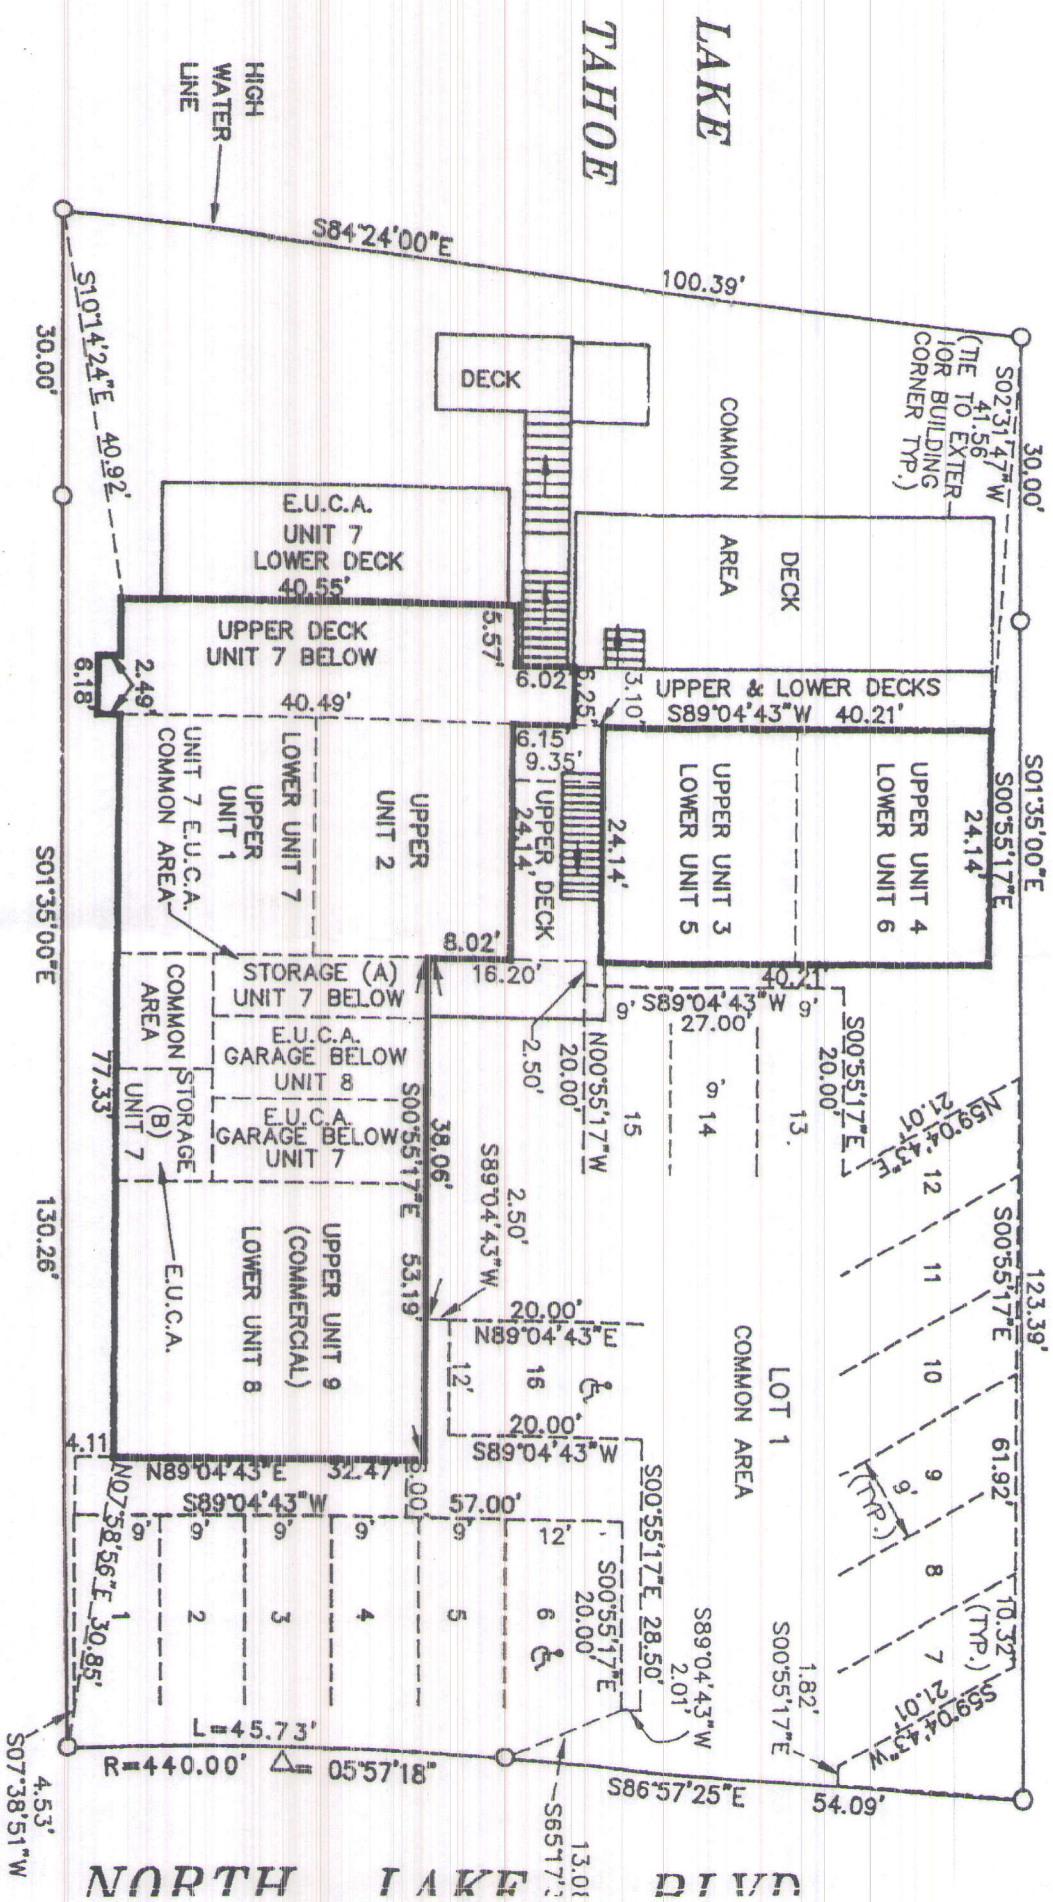 LAKE
TAHOE
HIGH
WATER
LINE
S84°24'00"E
100.39'
S10°14'24"E 40.92'
30.00'
S02°31'47"W
41.56
(TIE TO EXTER
IOR BUILDING
CORNER TYP.)
30.00'
DECK
COMMON
AREA
DECK
E.U.C.A.
UNIT 7
LOWER DECK
40.55'
UPPER DECK
UNIT 7 BELOW
5.57'
6.02'
6.25'
3.10'
UPPER & LOWER DECKS
S89°04'43"W 40.21'
2.49'
6.18'
40.49'
6.15'
9.35'
UPPER DECK
24.14'
24.14'
UPPER UNIT 3
LOWER UNIT 5
UPPER UNIT 4
LOWER UNIT 6
24.14'
S00°55'17"E
S01°35'00"E
UPPER
UNIT 2
LOWER UNIT 7
UPPER
UNIT 1
UNIT 7 E.U.C.A.
COMMON AREA
S01°35'00"E
8.02'
16.20'
40.21'
S89°04'43"W
27.00'
STORAGE (A)
UNIT 7 BELOW
E.U.C.A.
GARAGE BELOW
UNIT 8
E.U.C.A.
GARAGE BELOW
UNIT 7
COMMON
AREA
STORAGE
(B)
UNIT 7
77.33'
E.U.C.A.
S00°55'17"E 53.19'
38.06'
2.50'
N00°55'17"W
20.00'
9'
15
9'
14
9'
13.
S00°55'17"E
20.00'
N59°04'43"E
21.01'
12
S00°55'17"E
61.92'
123.39'
11
10
9
9'
(TYP.)
8
7
10.32'
(TYP.)
S59°04'43"W
21.01'
2.50'
S89°04'43"W
20.00'
N89°04'43"E
12'
16
20.00'
S89°04'43"W
LOT 1
COMMON AREA
UPPER UNIT 9
(COMMERCIAL)
LOWER UNIT 8
130.26'
4.11
N89°04'43"E 32.47'
8.00'
S89°04'43"W 57.00'
N07°58'56"E 30.85'
9'
1
9'
2
9'
3
9'
4
9'
5
12'
6
S00°55'17"E
20.00'
S00°55'17"E 28.50'
S89°04'43"W
2.01'
1.82'
S00°55'17"E
L=45.73'
R=440.00' △= 05°57'18"
S86°57'25"E
54.09'
4.53'
S07°38'51"W
NORTH LAKE BLVD